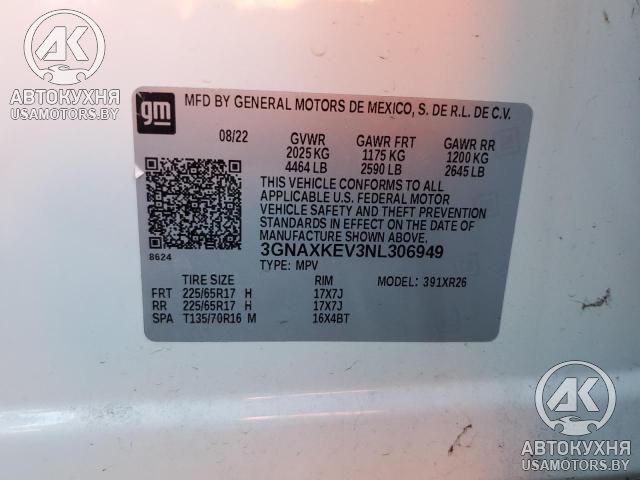 AK
АВТОКУХНЯ
USAMOTORS.BY
gm
MFD BY GENERAL MOTORS DE MEXICO, S. DE R.L. DE C.V.
08/22 GVWR GAWR FRT GAWR RR
2025 KG 1175 KG 1200 KG
4464 LB 2590 LB 2645 LB
THIS VEHICLE CONFORMS TO ALL
APPLICABLE U.S. FEDERAL MOTOR
VEHICLE SAFETY AND THEFT PREVENTION
STANDARDS IN EFFECT ON THE DATE OF
MANUFACTURE SHOWN ABOVE.
8624 3GNAXKEV3NL306949
TYPE: MPV
TIRE SIZE RIM MODEL: 391XR26
FRT 225/65R17 H 17X7J
RR 225/65R17 H 17X7J
SPA T135/70R16 M 16X4BT
AK
АВТОКУХНЯ
USAMOTORS.BY